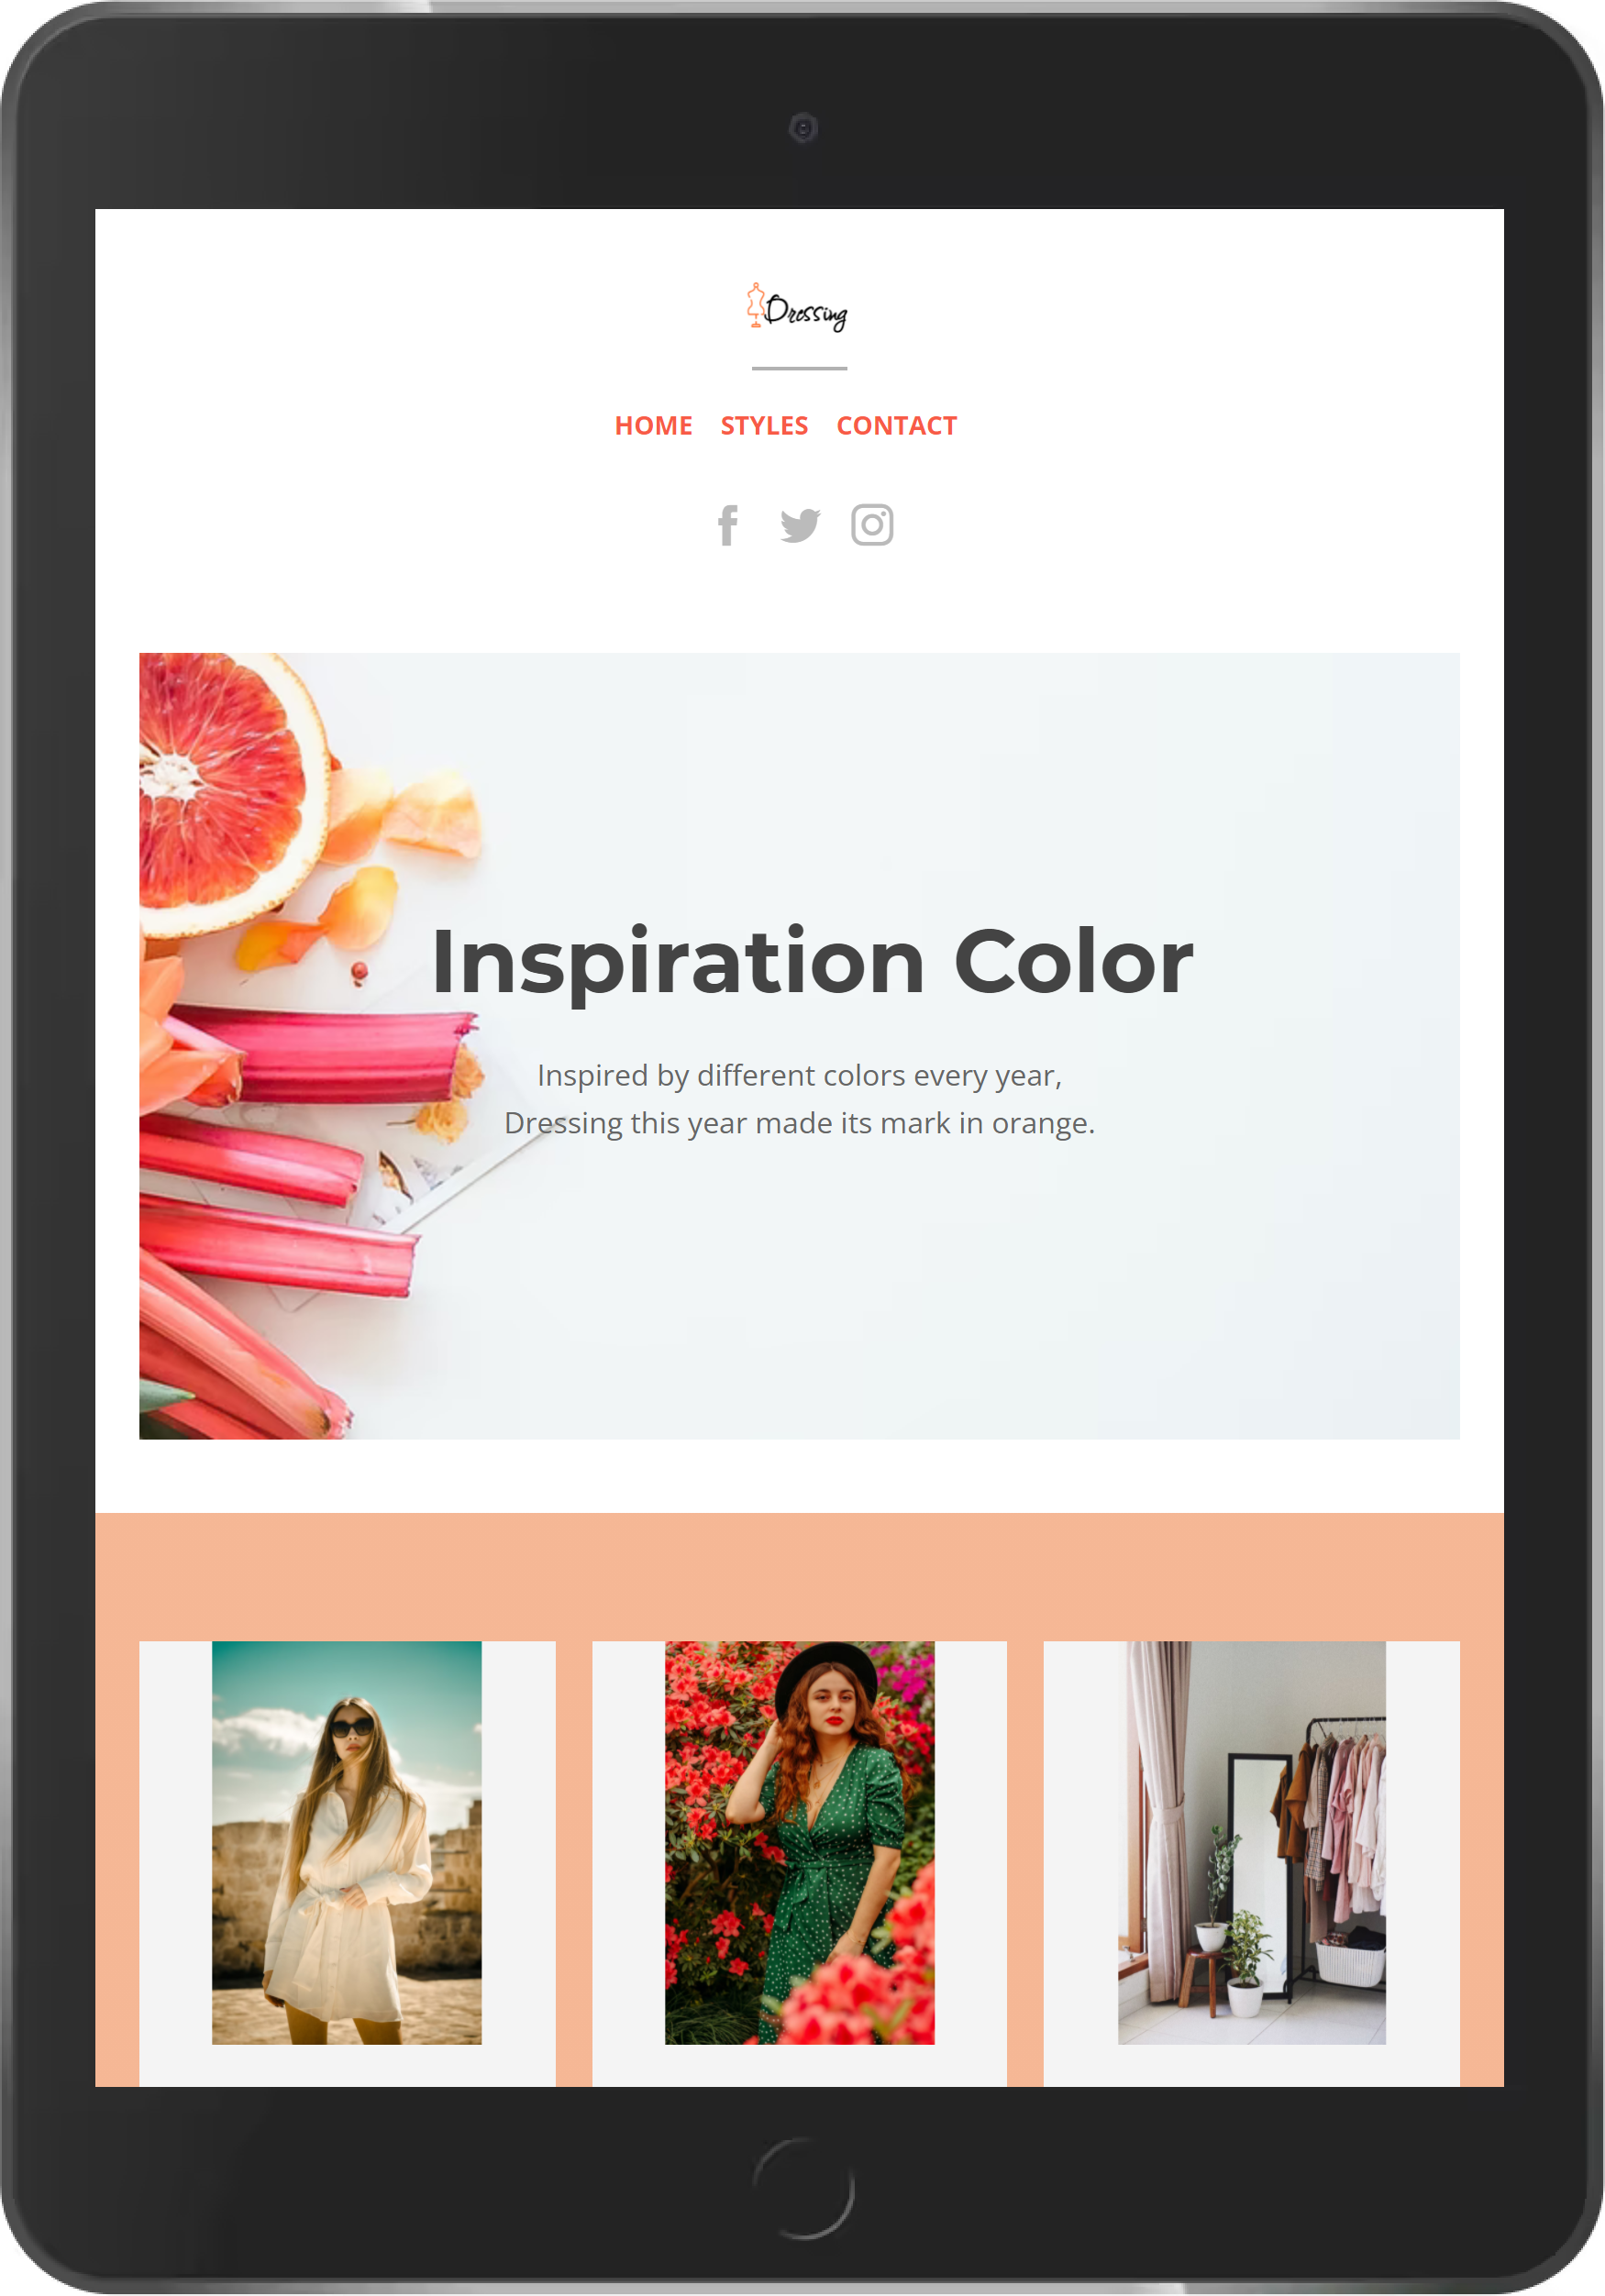 Dressing
HOME STYLES CONTACT
Inspiration Color
Inspired by different colors every year,
Dressing this year made its mark in orange.